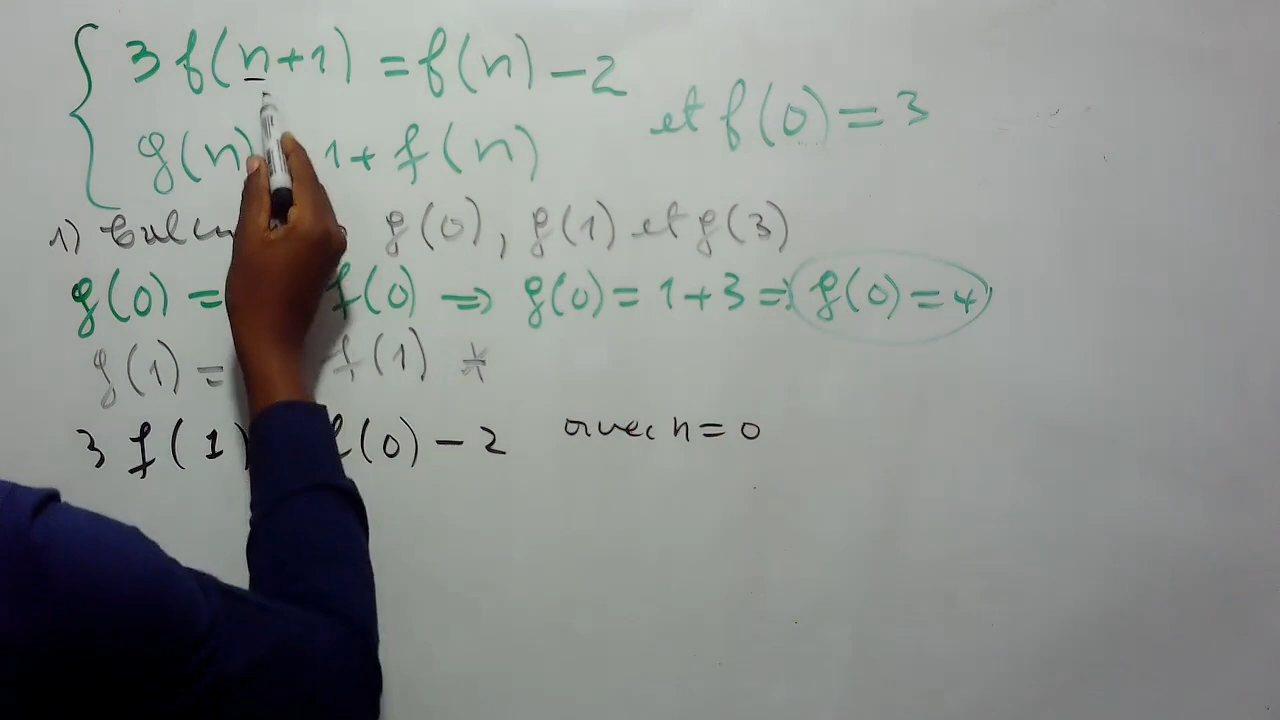 3 f(n+1) = f(n) - 2
et f(0) = 3
g(n) 1 + f(n)
1) g(0), g(1) et g(3)
g(0) = f(0) => g(0) = 1 + 3 => g(0) = 4
g(1) = f(1) *
3 f(1) f(0) - 2 avec n = 0